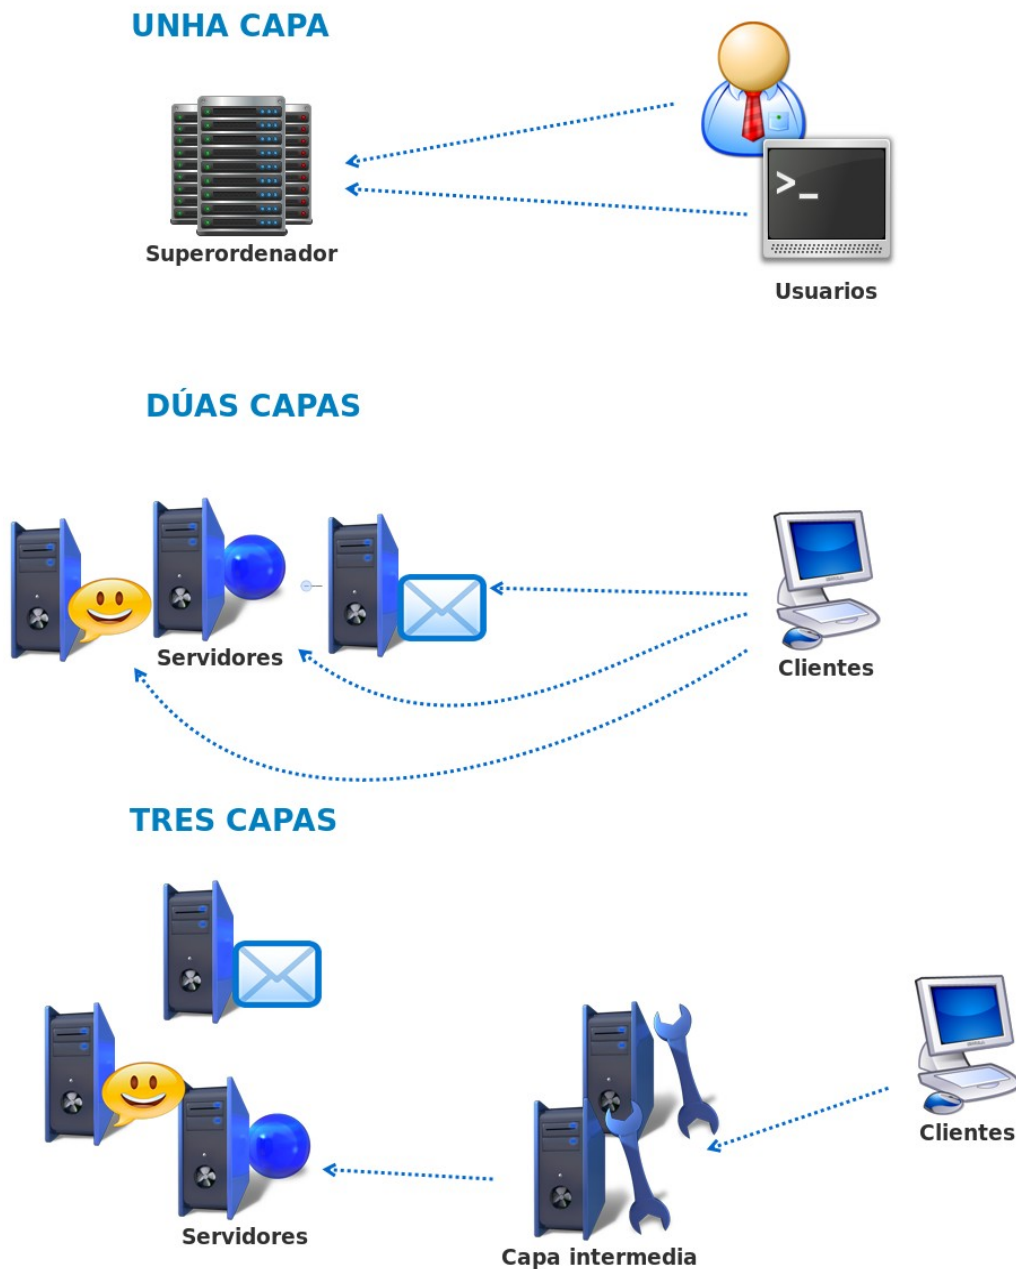 UNHA CAPA
>_
Superordenador
Usuarios
DÚAS CAPAS
Servidores
Clientes
TRES CAPAS
Clientes
Servidores
Capa intermedia